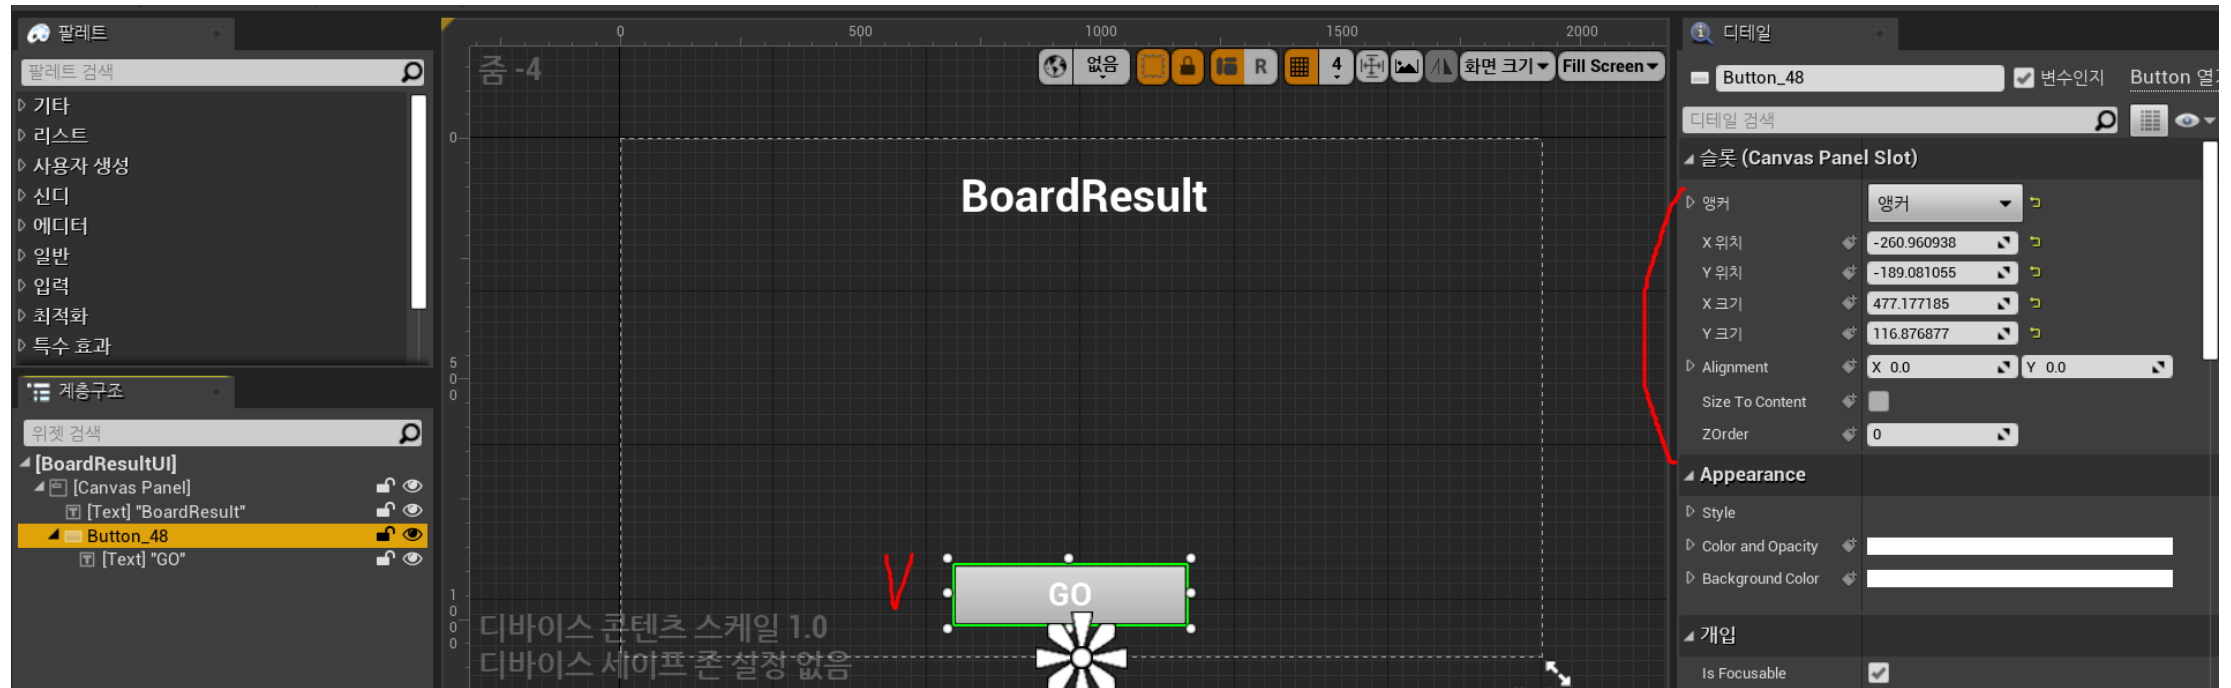 팔레트
팔레트 검색
기타
리스트
사용자 생성
신디
에디터
일반
입력
최적화
특수 효과
계층구조
위젯 검색
[BoardResultUI]
[Canvas Panel]
[Text] "BoardResult"
Button_48
[Text] "GO"
0 500 1000 1500 2000
줌 -4
없음
R
4
화면 크기
Fill Screen
0
500
1000
BoardResult
GO
디바이스 콘텐츠 스케일 1.0
디바이스 세이프 존 설정 없음
디테일
Button_48 변수인지 Button
디테일 검색
슬롯 (Canvas Panel Slot)
앵커 앵커
X 위치 -260.960938
Y 위치 -189.081055
X 크기 477.177185
Y 크기 116.876877
Alignment X 0.0 Y 0.0
Size To Content
ZOrder 0
Appearance
Style
Color and Opacity
Background Color
개입
Is Focusable